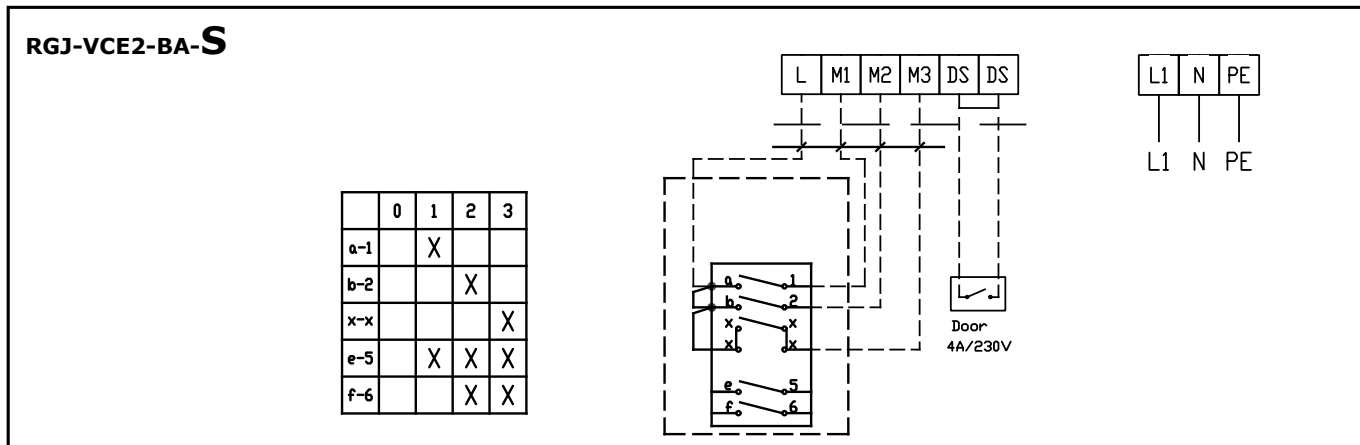 RGJ-VCE2-BA-S
L M1 M2 M3 DS DS
L1 N PE
L1 N PE
0 1 2 3
a-1 X
b-2 X
x-x X
e-5 X X X
f-6 X X
a 1
b 2
x x
x x
e 5
f 6
Door
4A/230V